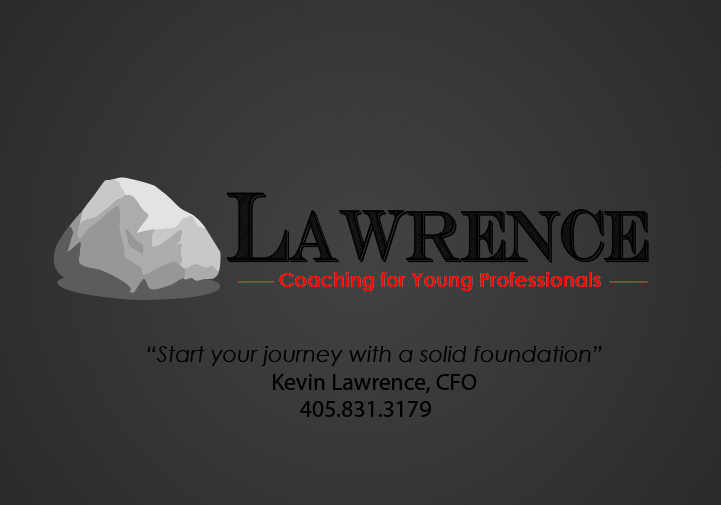 LAWRENCE
Coaching for Young Professionals
“Start your journey with a solid foundation”
Kevin Lawrence, CFO
405.831.3179